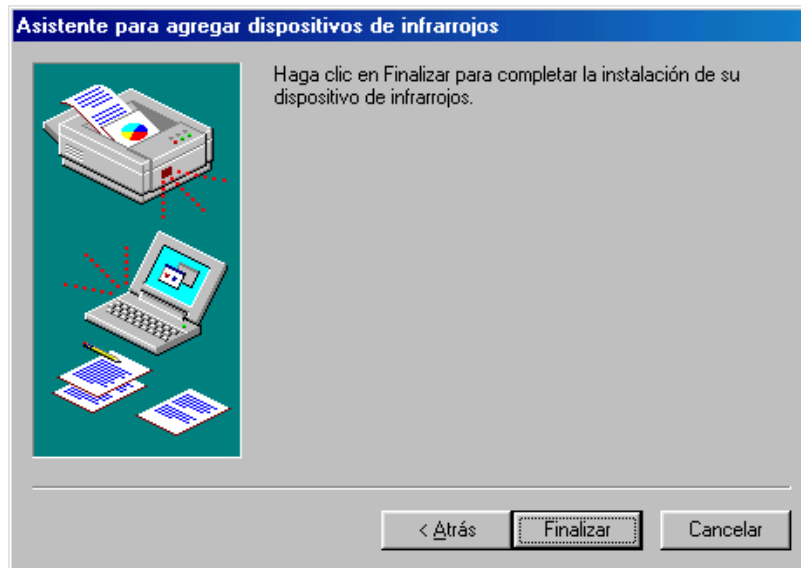 Asistente para agregar dispositivos de infrarrojos
Haga clic en Finalizar para completar la instalación de su
dispositivo de infrarrojos.
< Atrás
Finalizar
Cancelar